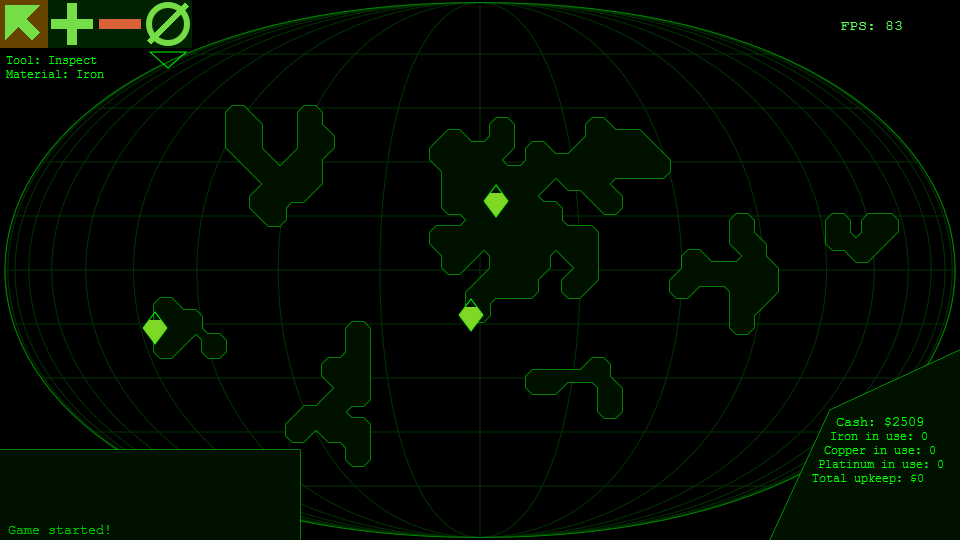 FPS: 83
Tool: Inspect
Material: Iron
Cash: $2509
Iron in use: 0
Copper in use: 0
Platinum in use: 0
Total upkeep: $0
Game started!